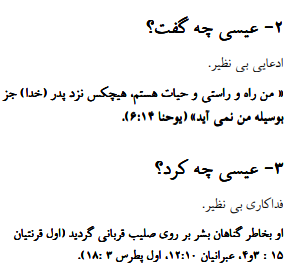 ۲- عیسی چه گفت؟
ادعایی بی نظیر.
« من راه و راستی و حیات هستم، هیچکس نزد پدر (خدا) جز
بوسیله من نمی آید» (یوحنا ۶:۱۴).
۳- عیسی چه کرد؟
فداکاری بی نظیر.
او بخاطر گناهان بشر بر روی صلیب قربانی گردید (اول قرنتیان
۱۵ : ۳و۴، عبرانیان ۱۲:۱۰، اول پطرس ۳ :۱۸).